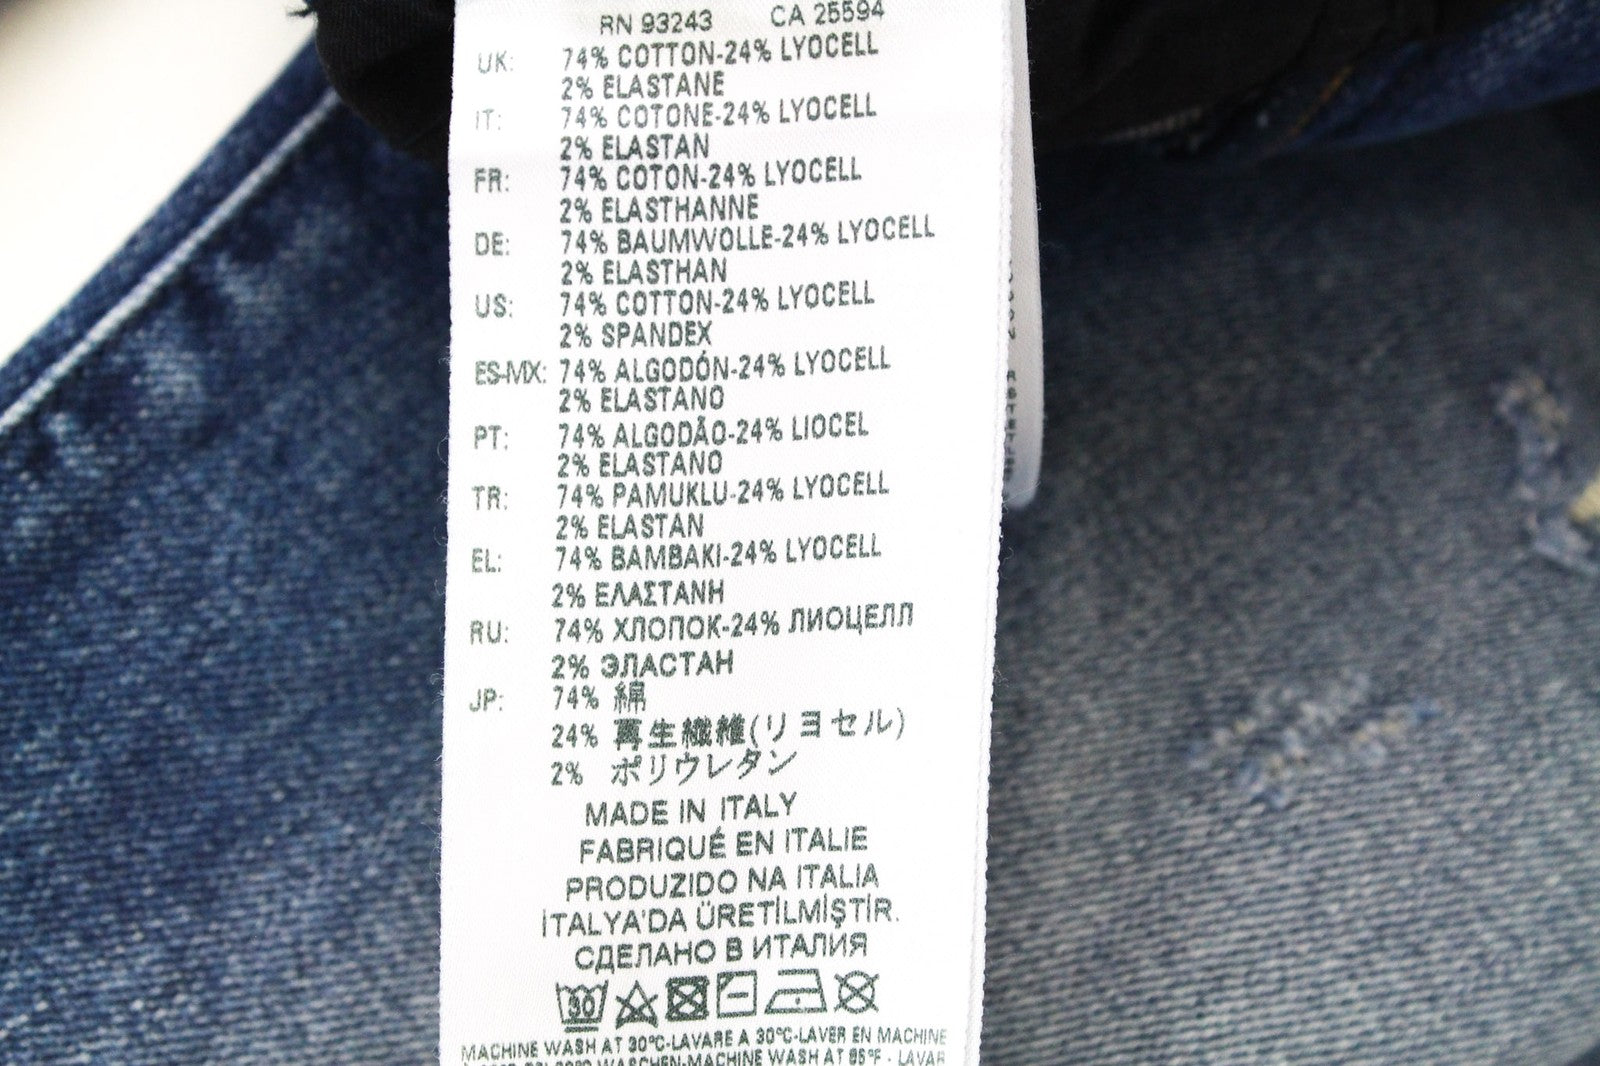 RN 93243 CA 25594
UK: 74% COTTON-24% LYOCELL
2% ELASTANE
IT: 74% COTONE-24% LYOCELL
2% ELASTAN
FR: 74% COTON-24% LYOCELL
2% ELASTHANNE
DE: 74% BAUMWOLLE-24% LYOCELL
2% ELASTHAN
US: 74% COTTON-24% LYOCELL
2% SPANDEX
ES-MX: 74% ALGODÓN-24% LYOCELL
2% ELASTANO
PT: 74% ALGODÃO-24% LIOCEL
2% ELASTANO
TR: 74% PAMUKLU-24% LYOCELL
2% ELASTAN
EL: 74% BAMBAKI-24% LYOCELL
2% ΕΛΑΣΤΑΝΗ
RU: 74% ХЛОПОК-24% ЛИОЦЕЛЛ
2% ЭЛАСТАН
JP: 74% 綿
24% 再生繊維(リヨセル)
2% ポリウレタン
MADE IN ITALY
FABRIQUÉ EN ITALIE
PRODUZIDO NA ITALIA
İTALYA'DA ÜRETİLMİŞTİR.
СДЕЛАНО В ИТАЛИЯ
30
MACHINE WASH AT 30°C-LAVARE A 30°C-LAVER EN MACHINE
WASCHEN-MACHINE WASH AT 86°F - LAVAR